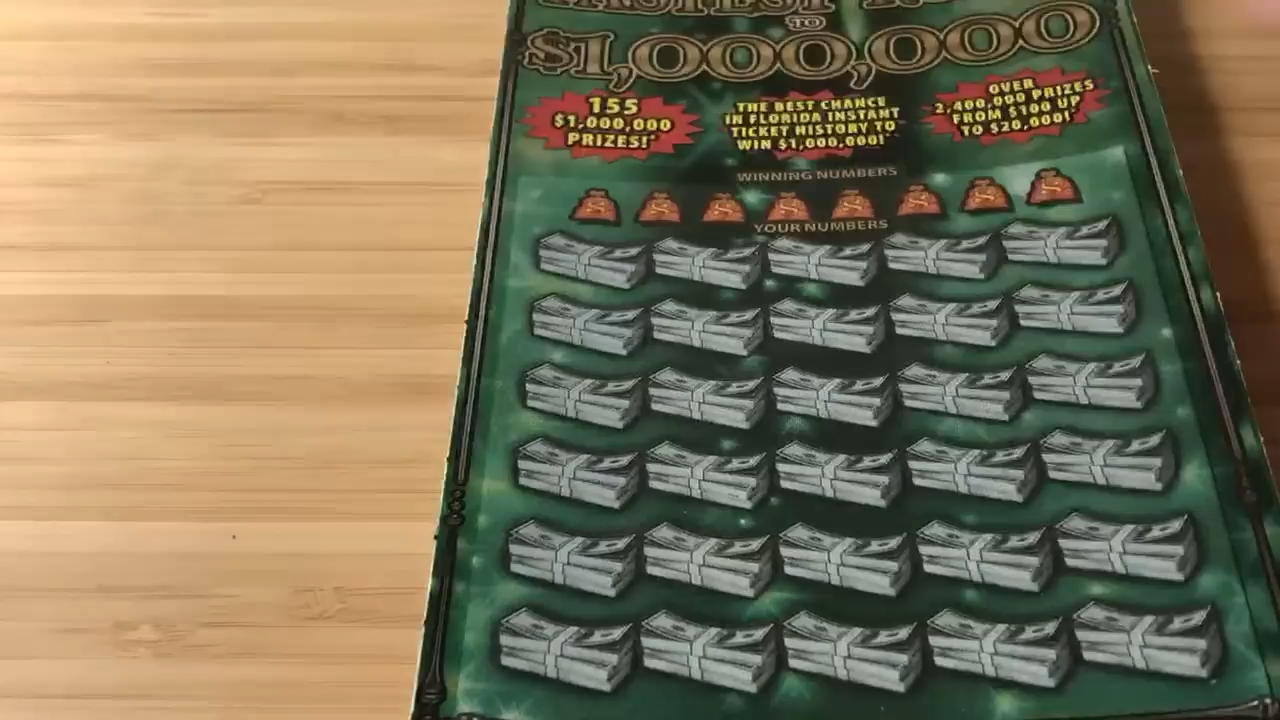 TO
$1,000,000
155
$1,000,000
PRIZES!*
THE BEST CHANCE
IN FLORIDA INSTANT
TICKET HISTORY TO
WIN $1,000,000!*
OVER
2,400,000 PRIZES
FROM $100 UP
TO $20,000!*
WINNING NUMBERS
YOUR NUMBERS